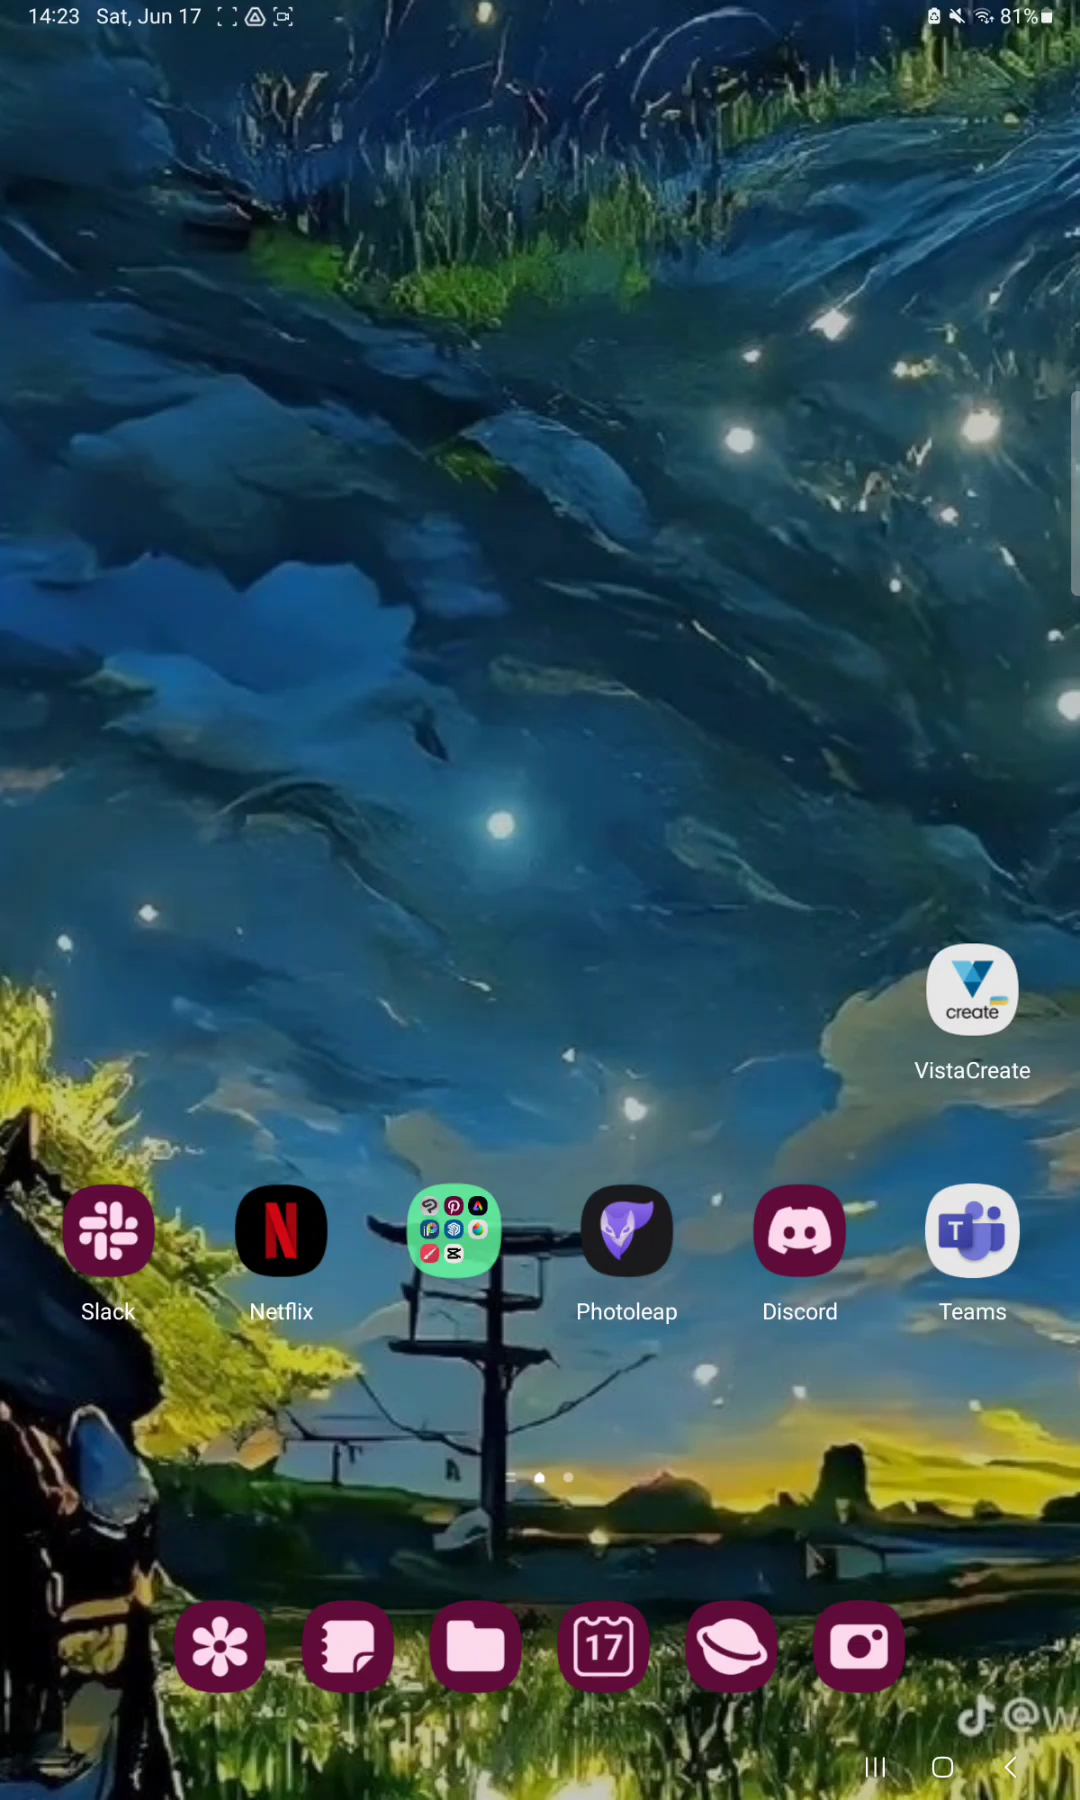 14:23 Sat, Jun 17 81%
create
VistaCreate
N
T
Slack Netflix Photoleap Discord Teams
17
@w